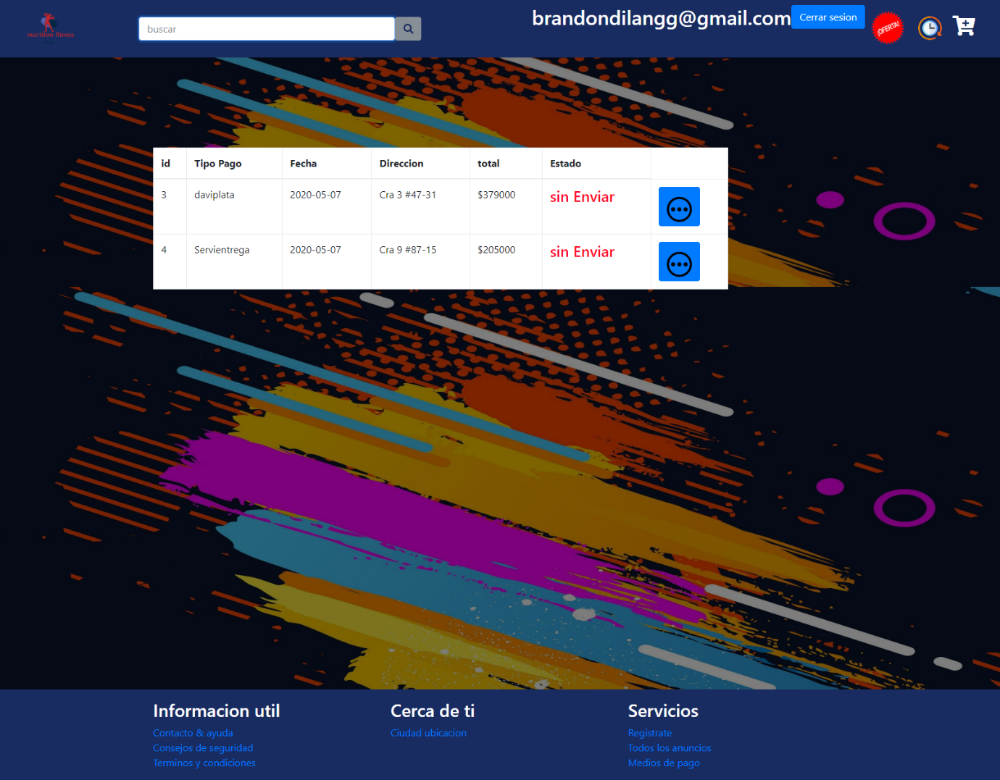 nutrition fitness
buscar
brandondilangg@gmail.com
Cerrar sesion
¡OFERTA!
id Tipo Pago Fecha Direccion total Estado
3 daviplata 2020-05-07 Cra 3 #47-31 $379000 sin Enviar
4 Servientrega 2020-05-07 Cra 9 #87-15 $205000 sin Enviar
Informacion util
Contacto & ayuda
Consejos de seguridad
Terminos y condiciones
Cerca de ti
Ciudad ubicacion
Servicios
Registrate
Todos los anuncios
Medios de pago